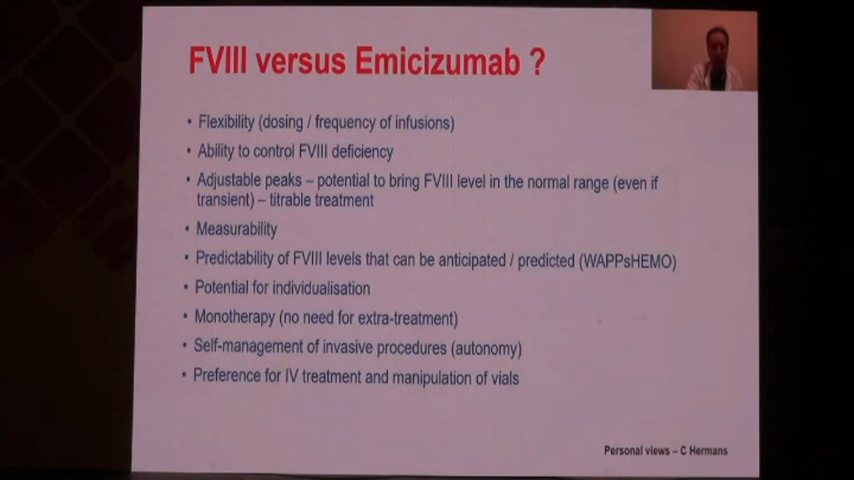 FVIII versus Emicizumab ?
• Flexibility (dosing / frequency of infusions)
• Ability to control FVIII deficiency
• Adjustable peaks – potential to bring FVIII level in the normal range (even if
transient) – titrable treatment
• Measurability
• Predictability of FVIII levels that can be anticipated / predicted (WAPPsHEMO)
• Potential for individualisation
• Monotherapy (no need for extra-treatment)
• Self-management of invasive procedures (autonomy)
• Preference for IV treatment and manipulation of vials
Personal views – C Hermans